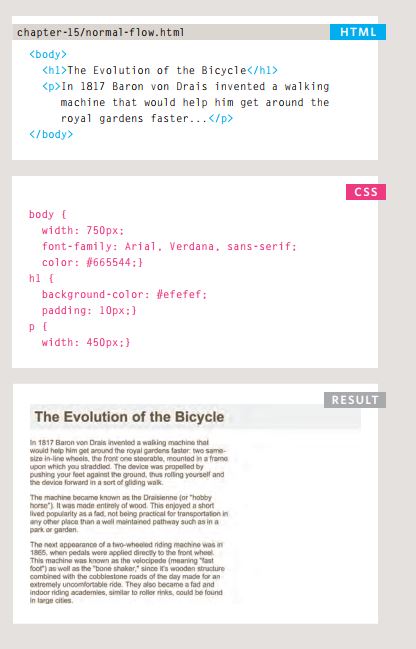 chapter-15/normal-flow.html
HTML
<body>
<h1>The Evolution of the Bicycle</h1>
<p>In 1817 Baron von Drais invented a walking
machine that would help him get around the
royal gardens faster...</p>
</body>
CSS
body {
width: 750px;
font-family: Arial, Verdana, sans-serif;
color: #665544;}
h1 {
background-color: #efefef;
padding: 10px;}
p {
width: 450px;}
RESULT
The Evolution of the Bicycle
In 1817 Baron von Drais invented a walking machine that
would help him get around the royal gardens faster: two same-
size in-line wheels, the front one steerable, mounted in a frame
upon which you straddled. The device was propelled by
pushing your feet against the ground, thus rolling yourself and
the device forward in a sort of gliding walk.
The machine became known as the Draisienne (or "hobby
horse"). It was made entirely of wood. This enjoyed a short
lived popularity as a fad, not being practical for transportation in
any other place than a well maintained pathway such as in a
park or garden.
The next appearance of a two-wheeled riding machine was in
1865, when pedals were applied directly to the front wheel.
This machine was known as the velocipede (meaning "fast
foot") as well as the "bone shaker," since it's wooden structure
combined with the cobblestone roads of the day made for an
extremely uncomfortable ride. They also became a fad and
indoor riding academies, similar to roller rinks, could be found
in large cities.